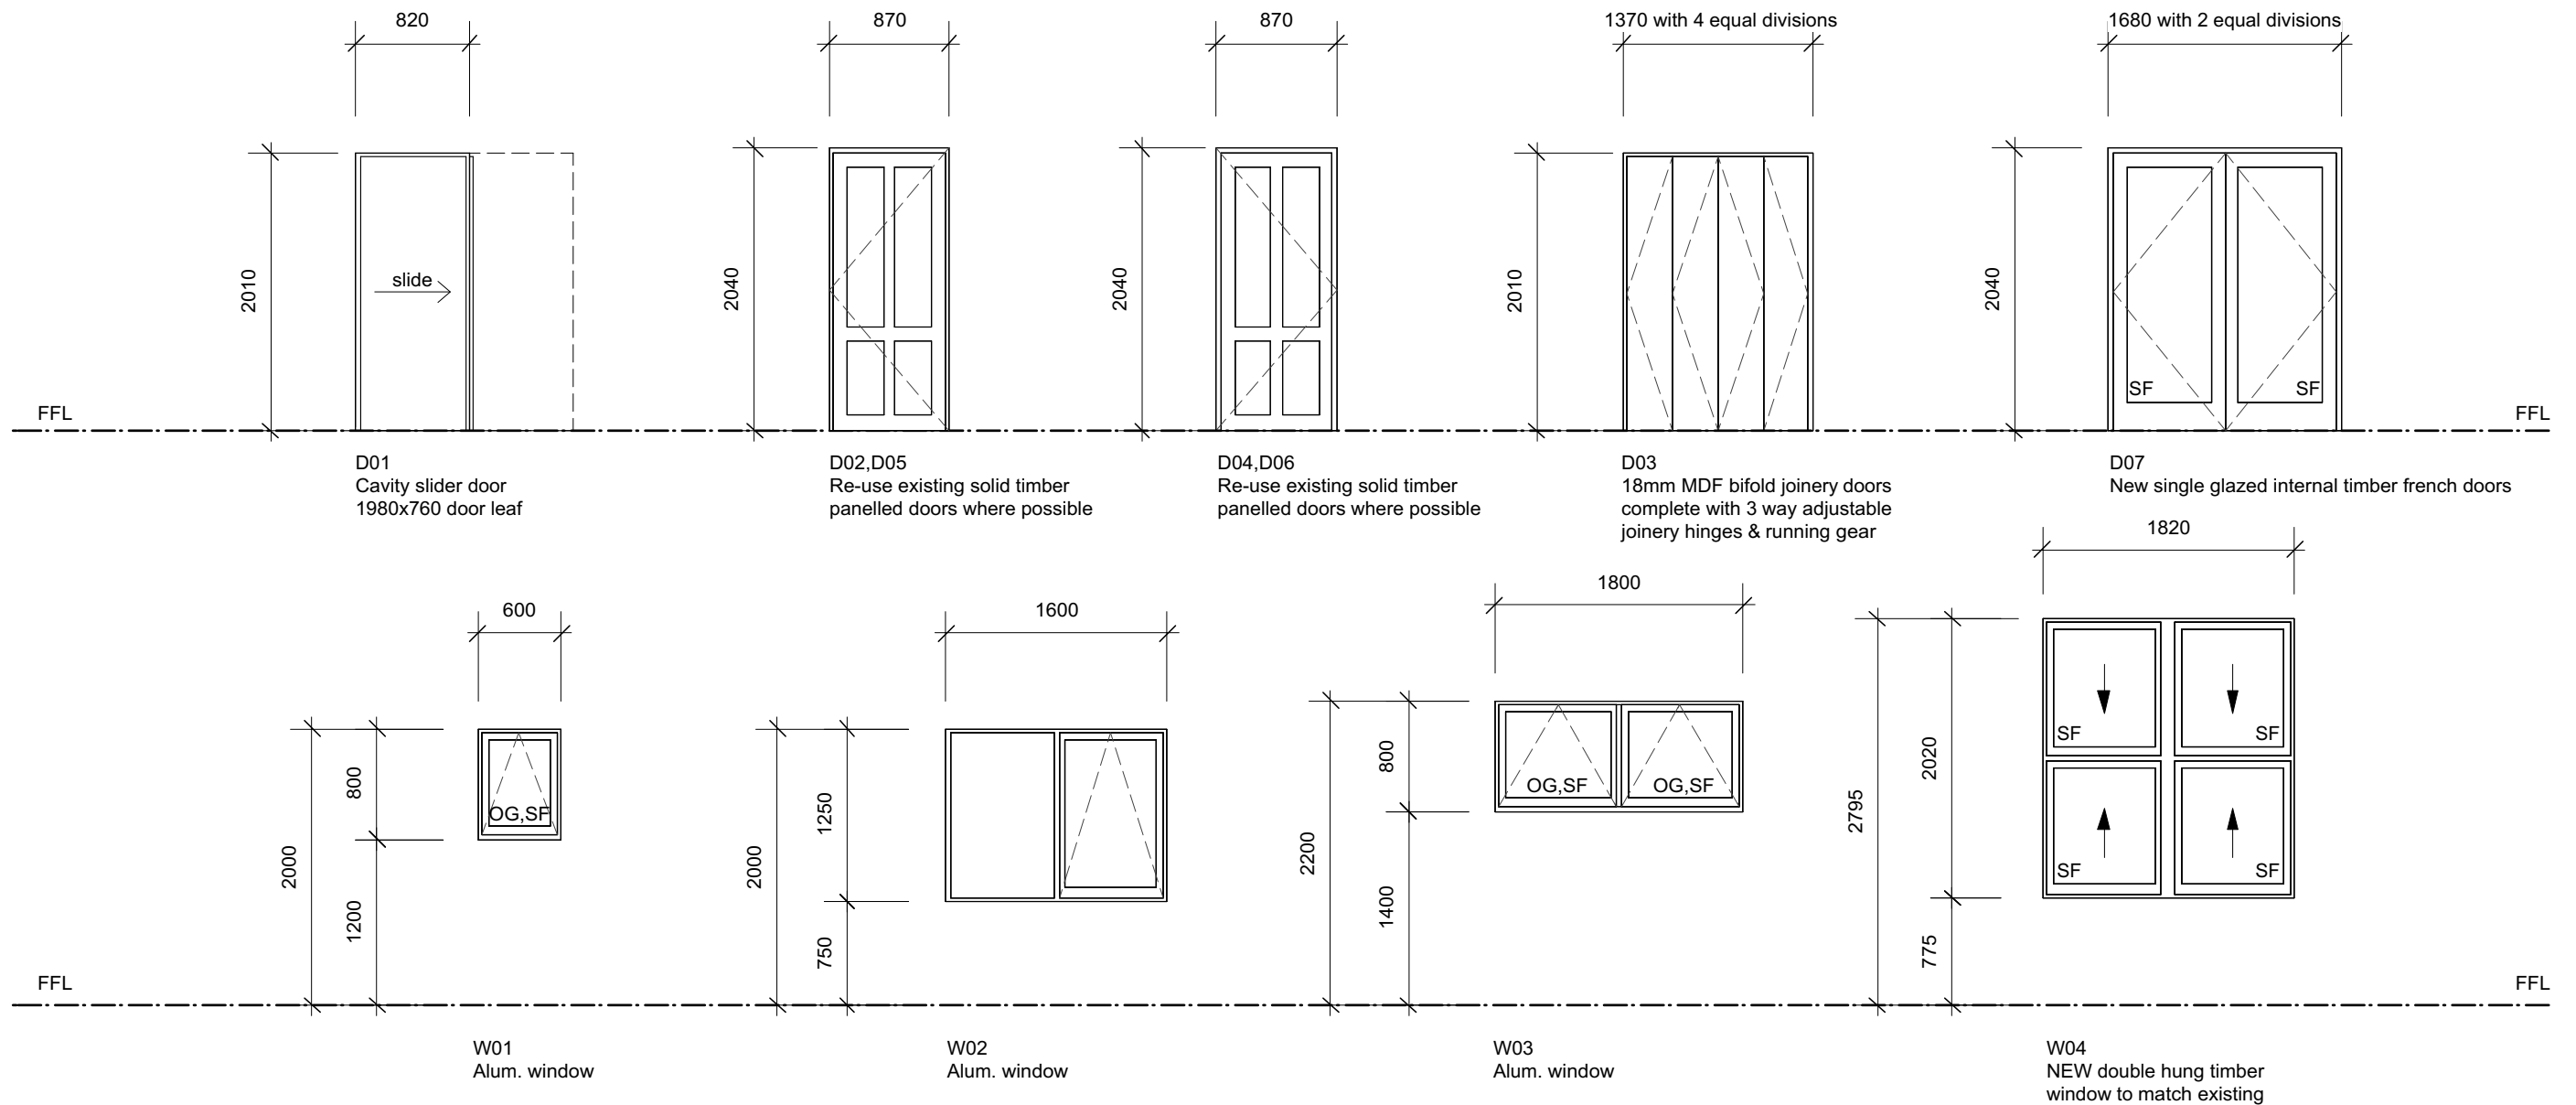 820
870
870
1370 with 4 equal divisions
1680 with 2 equal divisions
2010
slide
2040
2040
2010
2040
SF
SF
FFL
FFL
D01
Cavity slider door
1980x760 door leaf
D02,D05
Re-use existing solid timber
panelled doors where possible
D04,D06
Re-use existing solid timber
panelled doors where possible
D03
18mm MDF bifold joinery doors
complete with 3 way adjustable
joinery hinges & running gear
D07
New single glazed internal timber french doors
600
1600
1800
1820
2000
800
1200
OG,SF
2000
1250
750
2200
800
1400
OG,SF
OG,SF
2795
2020
775
SF
SF
SF
SF
FFL
FFL
W01
Alum. window
W02
Alum. window
W03
Alum. window
W04
NEW double hung timber
window to match existing